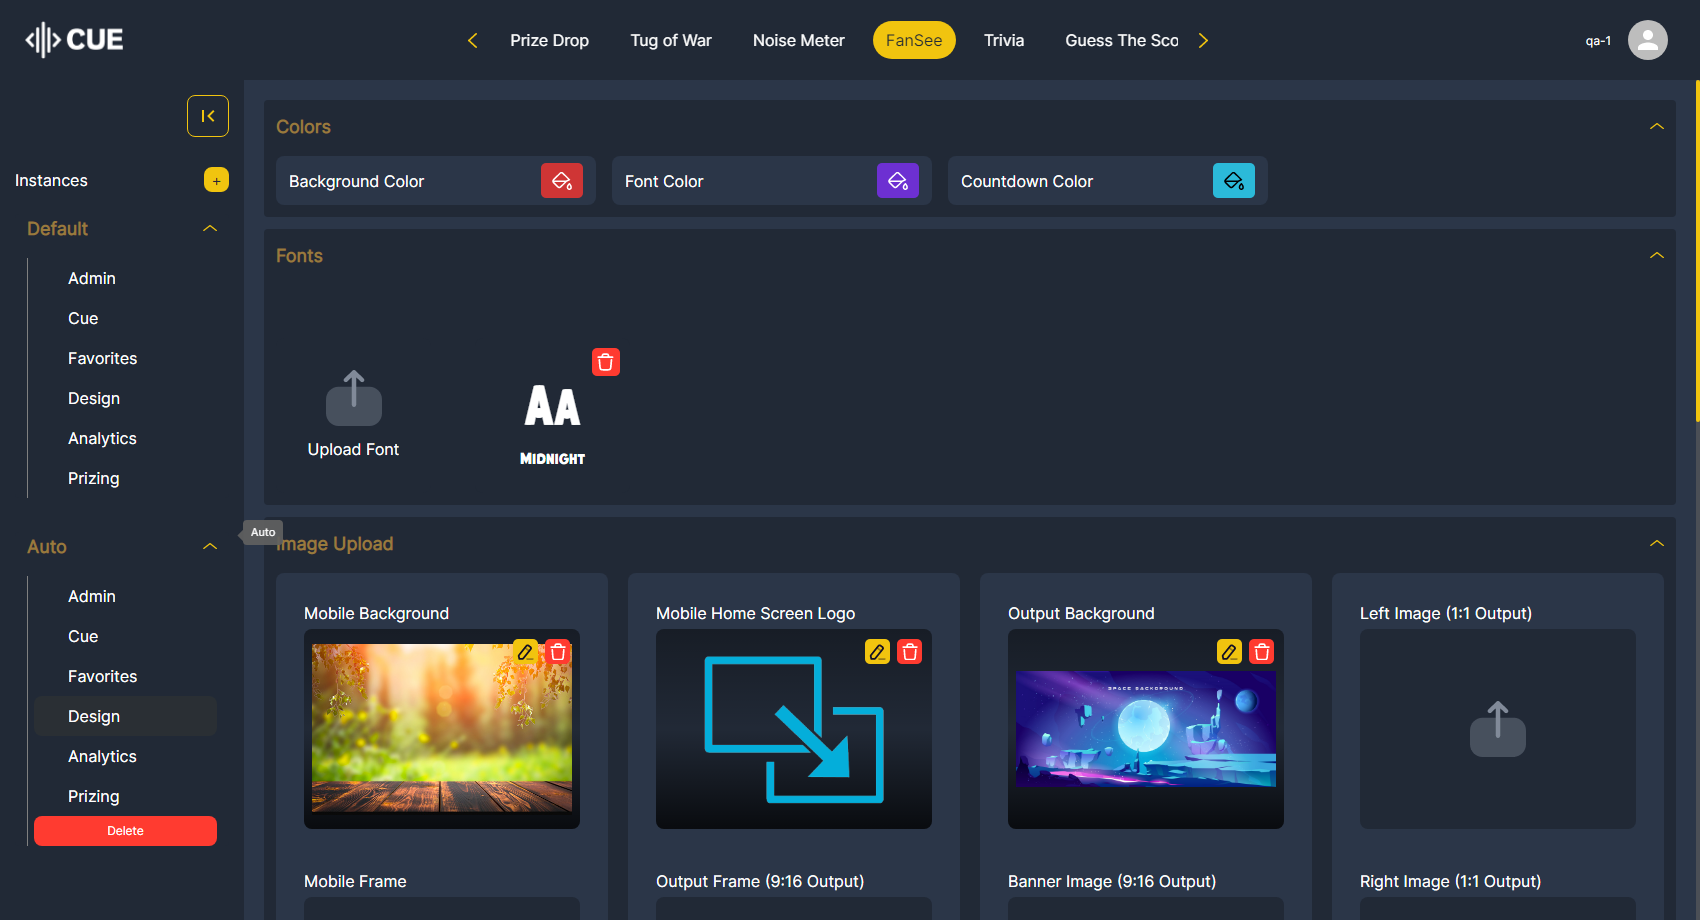 CUE
Prize Drop
Tug of War
Noise Meter
FanSee
Trivia
Guess The Sco
qa-1
Instances
+
Default
Admin
Cue
Favorites
Design
Analytics
Prizing
Auto
Admin
Cue
Favorites
Design
Analytics
Prizing
Delete
Auto
Colors
Background Color
Font Color
Countdown Color
Fonts
Upload Font
AA
MIDNIGHT
Image Upload
Mobile Background
Mobile Home Screen Logo
Output Background
SPACE BACKGROUND
Left Image (1:1 Output)
Mobile Frame
Output Frame (9:16 Output)
Banner Image (9:16 Output)
Right Image (1:1 Output)